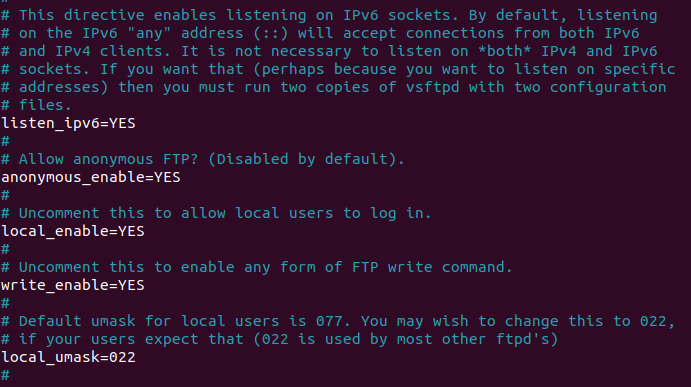 #
# This directive enables listening on IPv6 sockets. By default, listening
# on the IPv6 "any" address (::) will accept connections from both IPv6
# and IPv4 clients. It is not necessary to listen on *both* IPv4 and IPv6
# sockets. If you want that (perhaps because you want to listen on specific
# addresses) then you must run two copies of vsftpd with two configuration
# files.
listen_ipv6=YES
#
# Allow anonymous FTP? (Disabled by default).
anonymous_enable=YES
#
# Uncomment this to allow local users to log in.
local_enable=YES
#
# Uncomment this to enable any form of FTP write command.
write_enable=YES
#
# Default umask for local users is 077. You may wish to change this to 022,
# if your users expect that (022 is used by most other ftpd's)
local_umask=022
#